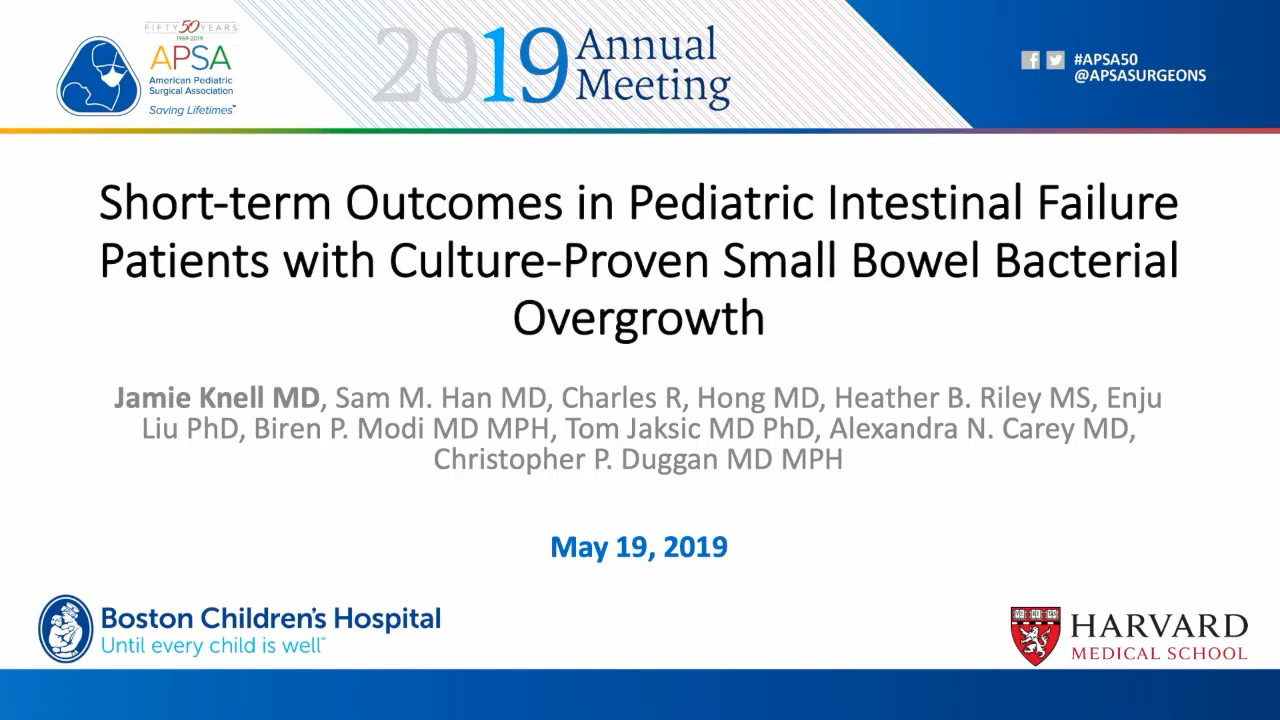 FIFTY 50 YEARS
1969-2019
APSA
American Pediatric
Surgical Association
Saving Lifetimes™
2019 Annual
Meeting
#APSA50
@APSASURGEONS
Short-term Outcomes in Pediatric Intestinal Failure
Patients with Culture-Proven Small Bowel Bacterial
Overgrowth
Jamie Knell MD, Sam M. Han MD, Charles R, Hong MD, Heather B. Riley MS, Enju
Liu PhD, Biren P. Modi MD MPH, Tom Jaksic MD PhD, Alexandra N. Carey MD,
Christopher P. Duggan MD MPH
May 19, 2019
Boston Children's Hospital
Until every child is well™
HARVARD
MEDICAL SCHOOL